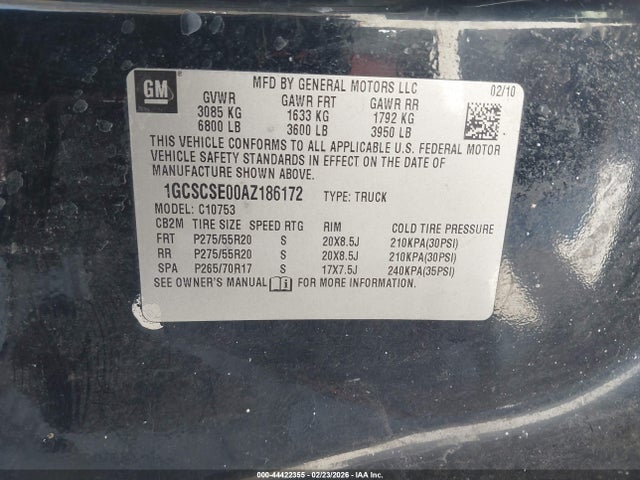 GM
MFD BY GENERAL MOTORS LLC
02/10
GVWR GAWR FRT GAWR RR
3085 KG 1633 KG 1792 KG
6800 LB 3600 LB 3950 LB
THIS VEHICLE CONFORMS TO ALL APPLICABLE U.S. FEDERAL MOTOR
VEHICLE SAFETY STANDARDS IN EFFECT ON THE DATE OF
MANUFACTURE SHOWN ABOVE.
1GCSCSE00AZ186172 TYPE: TRUCK
MODEL: C10753
CB2M TIRE SIZE SPEED RTG RIM COLD TIRE PRESSURE
FRT P275/55R20 S 20X8.5J 210KPA(30PSI)
RR P275/55R20 S 20X8.5J 210KPA(30PSI)
SPA P265/70R17 S 17X7.5J 240KPA(35PSI)
SEE OWNER'S MANUAL FOR MORE INFORMATION.
000-44422355 - 02/23/2026 - IAAI.COM